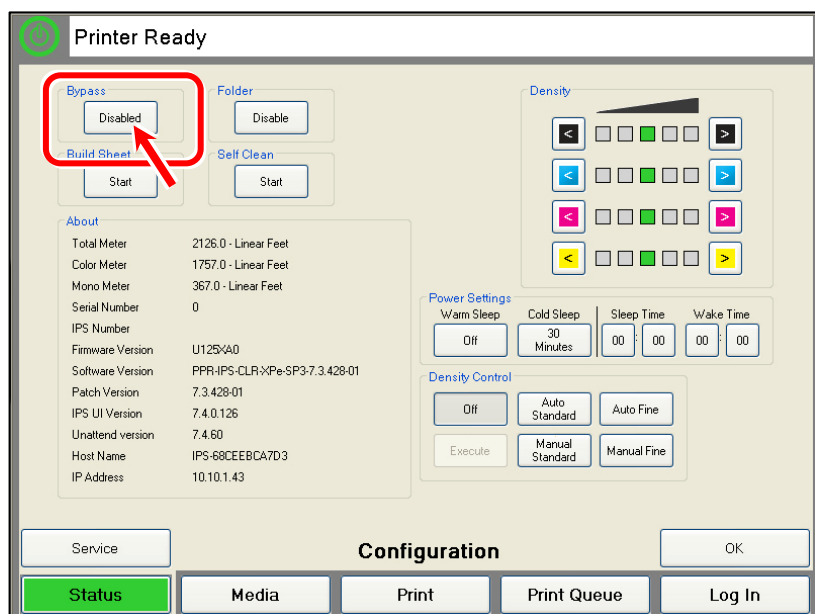 Printer Ready
Bypass
Disabled
Folder
Disable
Build Sheet
Start
Self Clean
Start
About
Total Meter 2126.0 - Linear Feet
Color Meter 1757.0 - Linear Feet
Mono Meter 367.0 - Linear Feet
Serial Number 0
IPS Number
Firmware Version U125XA0
Software Version PPR-IPS-CLR-XPe-SP3-7.3.428-01
Patch Version 7.3.428-01
IPS UI Version 7.4.0.126
Unattend version 7.4.60
Host Name IPS-68CEEBCA7D3
IP Address 10.10.1.43
Density
< >
< >
< >
< >
Power Settings
Warm Sleep Cold Sleep Sleep Time Wake Time
Off 30 Minutes 00 : 00 00 : 00
Density Control
Off Auto Standard Auto Fine
Execute Manual Standard Manual Fine
Service Configuration OK
Status Media Print Print Queue Log In